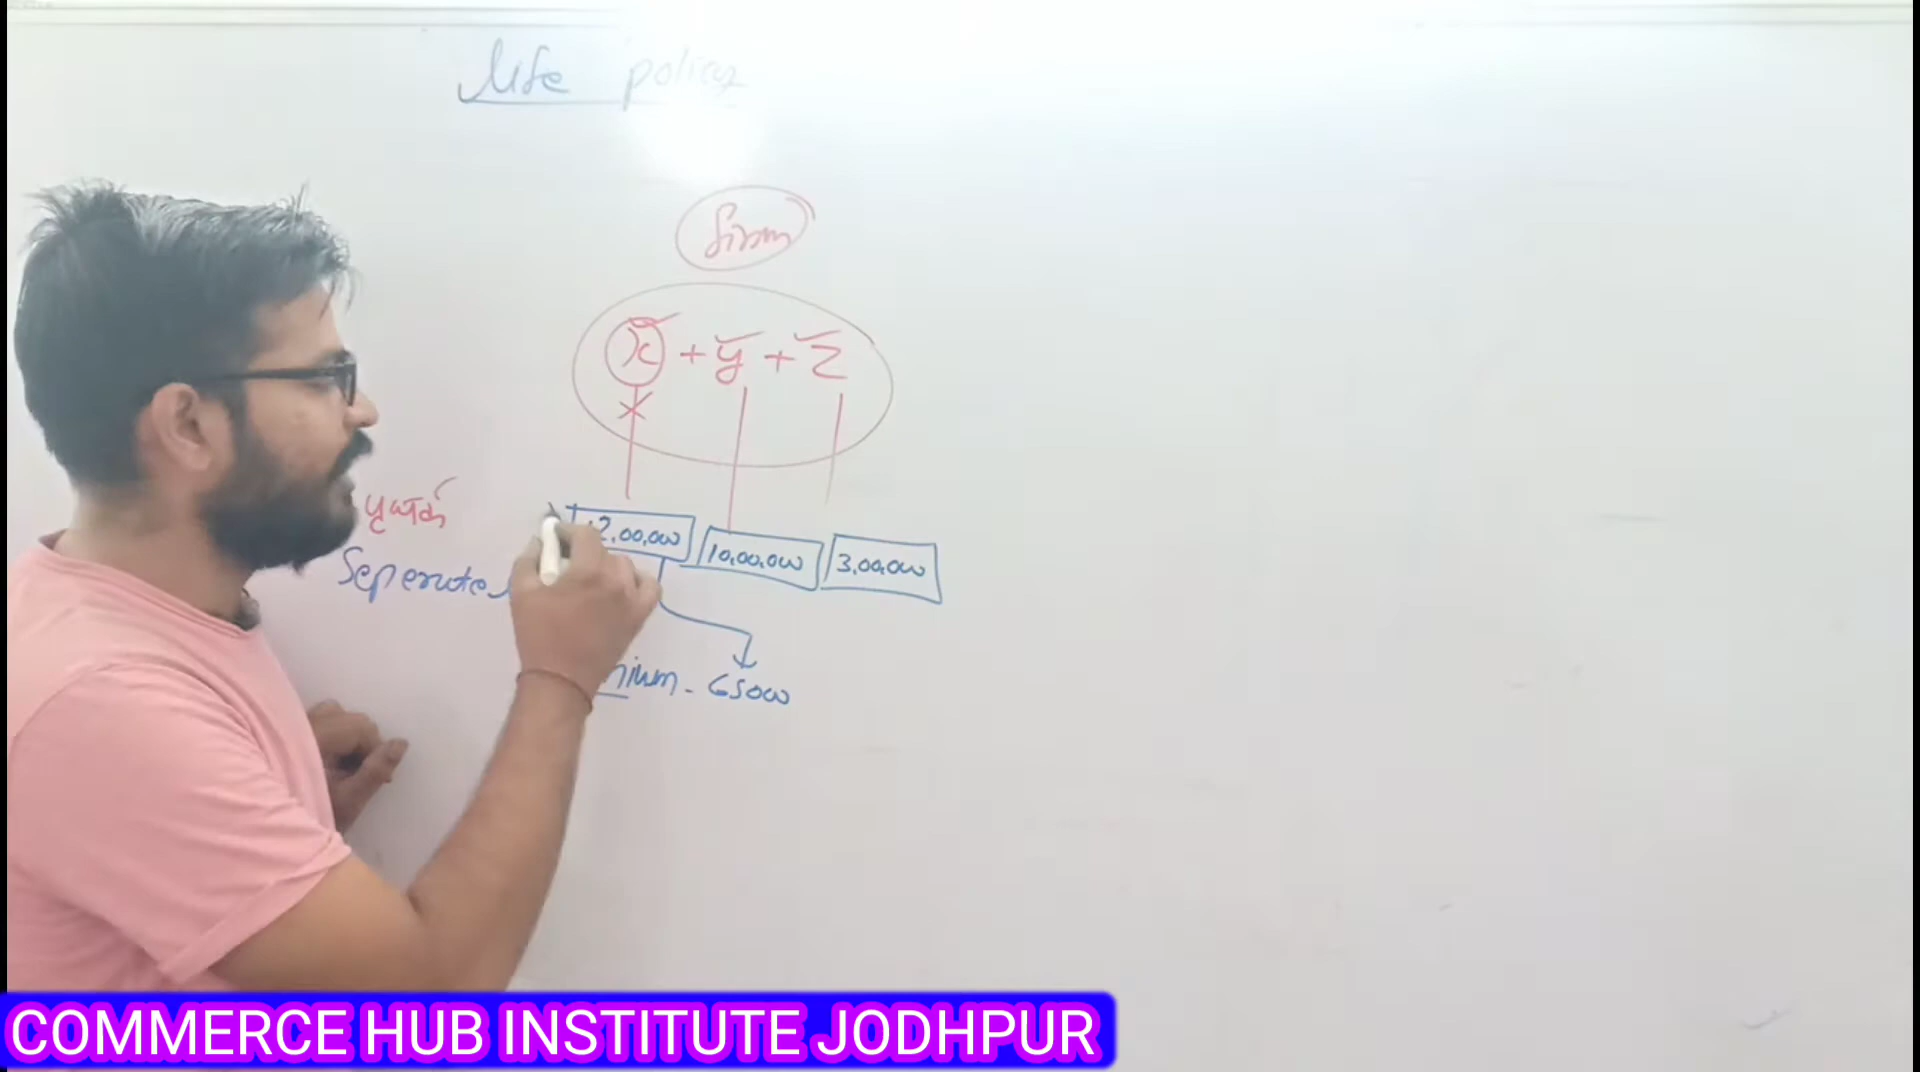 Life policy
firm
x + y + z
पृथक
Seperate
2,00,000 10,00,000 3,00,000
nium - 6500
COMMERCE HUB INSTITUTE JODHPUR